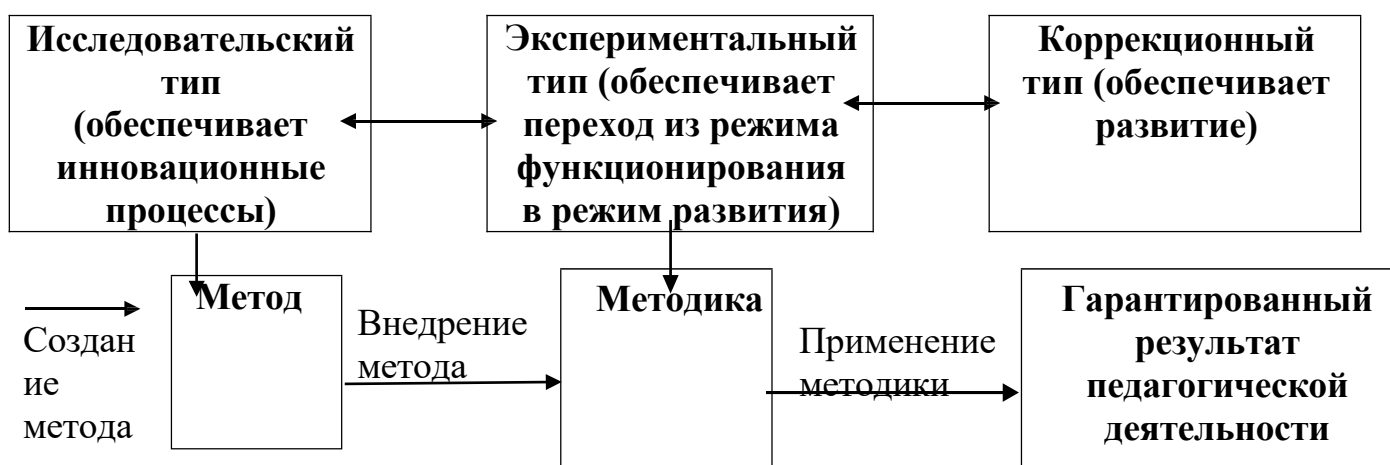 Исследовательский
тип
(обеспечивает
инновационные
процессы)
Экспериментальный
тип (обеспечивает
переход из режима
функционирования
в режим развития)
Коррекционный
тип (обеспечивает
развитие)
Создан
ие
метода
Метод
Внедрение
метода
Методика
Применение
методики
Гарантированный
результат
педагогической
деятельности